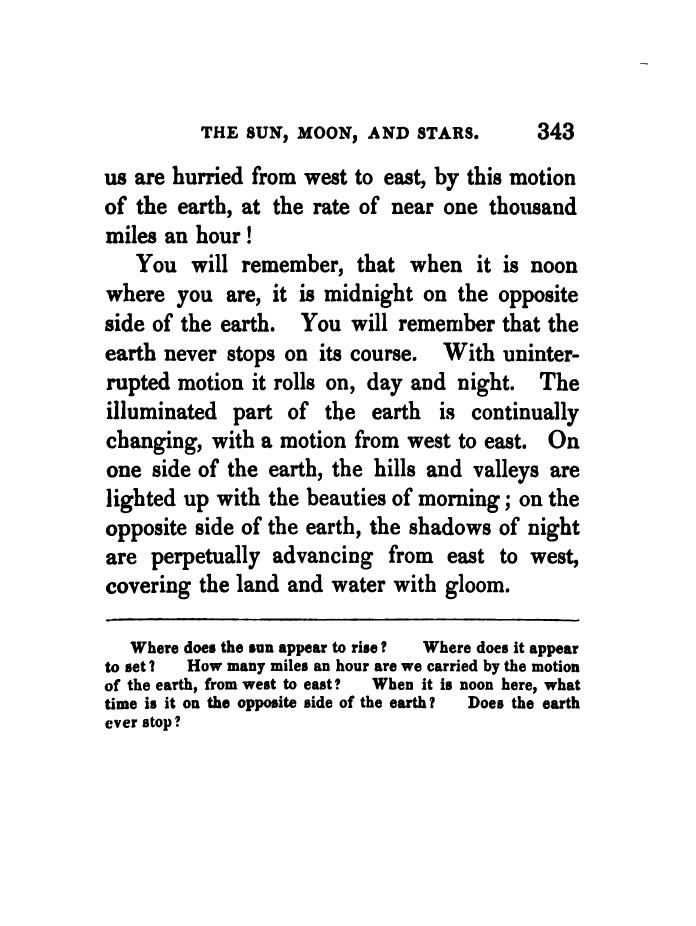 THE SUN, MOON, AND STARS. 343
us are hurried from west to east, by this motion
of the earth, at the rate of near one thousand
miles an hour!
You will remember, that when it is noon
where you are, it is midnight on the opposite
side of the earth. You will remember that the
earth never stops on its course. With uninter-
rupted motion it rolls on, day and night. The
illuminated part of the earth is continually
changing, with a motion from west to east. On
one side of the earth, the hills and valleys are
lighted up with the beauties of morning; on the
opposite side of the earth, the shadows of night
are perpetually advancing from east to west,
covering the land and water with gloom.
Where does the sun appear to rise? Where does it appear
to set? How many miles an hour are we carried by the motion
of the earth, from west to east? When it is noon here, what
time is it on the opposite side of the earth? Does the earth
ever stop?